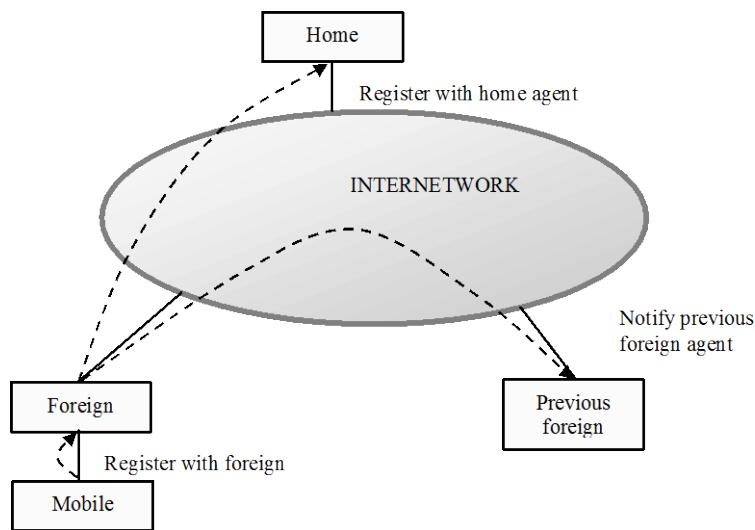 Home
Register with home agent
INTERNETWORK
Notify previous
foreign agent
Foreign
Previous
foreign
Register with foreign
Mobile